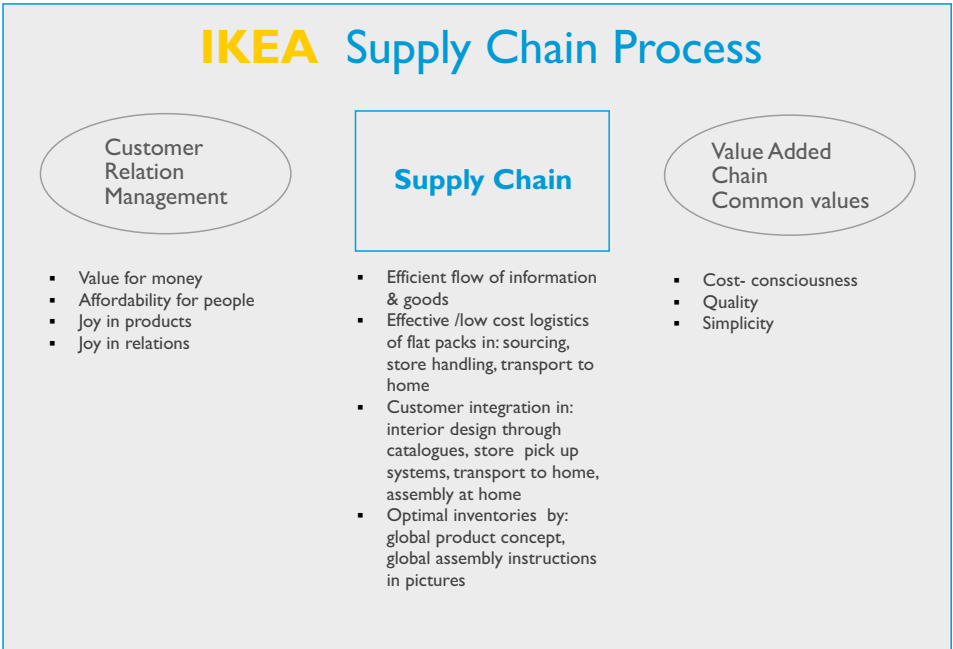 IKEA Supply Chain Process
Customer
Relation
Management
▪ Value for money
▪ Affordability for people
▪ Joy in products
▪ Joy in relations
Supply Chain
▪ Efficient flow of information
& goods
▪ Effective /low cost logistics
of flat packs in: sourcing,
store handling, transport to
home
▪ Customer integration in:
interior design through
catalogues, store pick up
systems, transport to home,
assembly at home
▪ Optimal inventories by:
global product concept,
global assembly instructions
in pictures
Value Added
Chain
Common values
▪ Cost- consciousness
▪ Quality
▪ Simplicity